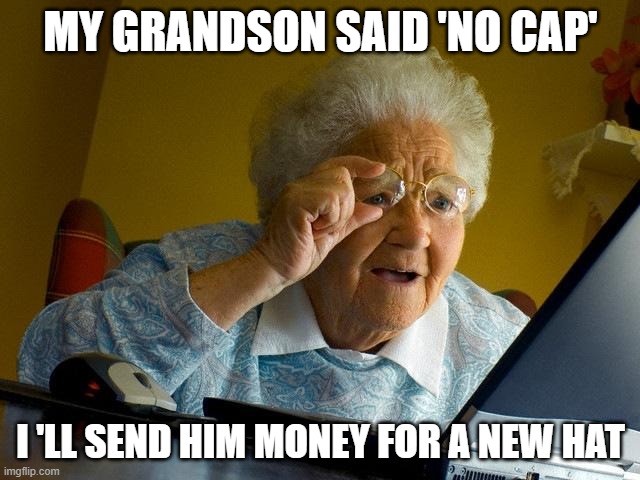 MY GRANDSON SAID 'NO CAP'
I 'LL SEND HIM MONEY FOR A NEW HAT
imgflip.com